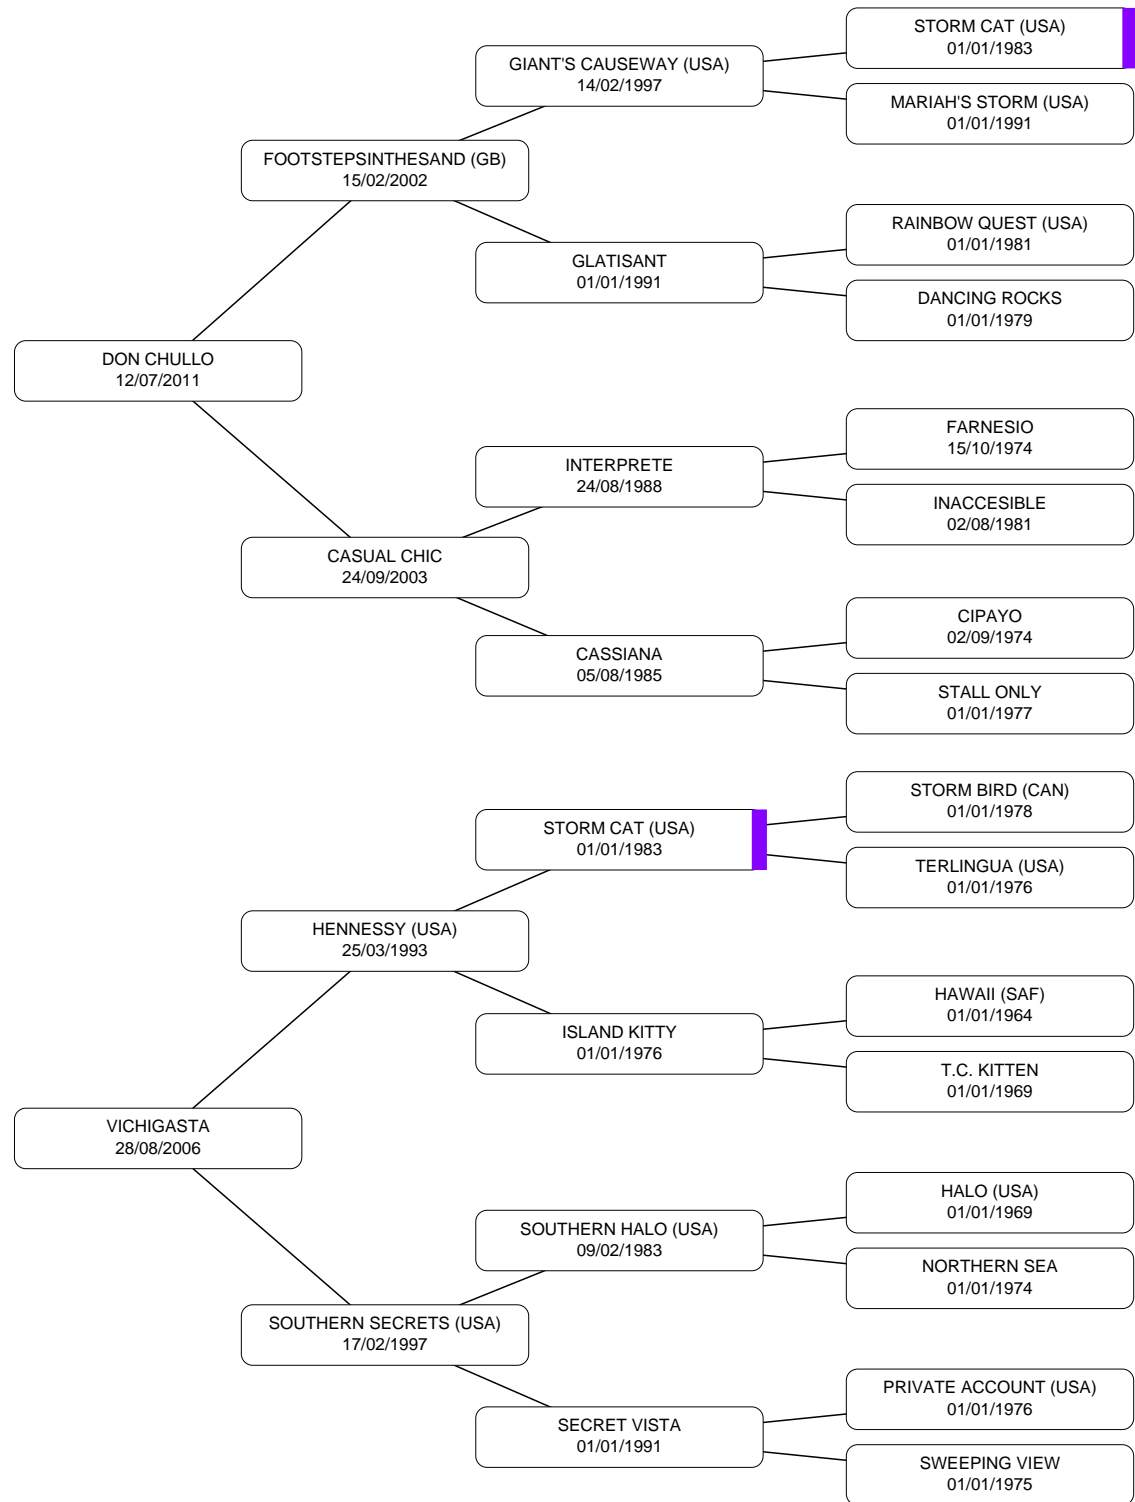 STORM CAT (USA)
01/01/1983
GIANT'S CAUSEWAY (USA)
14/02/1997
MARIAH'S STORM (USA)
01/01/1991
FOOTSTEPSINTHESAND (GB)
15/02/2002
RAINBOW QUEST (USA)
01/01/1981
GLATISANT
01/01/1991
DANCING ROCKS
01/01/1979
DON CHULLO
12/07/2011
FARNESIO
15/10/1974
INTERPRETE
24/08/1988
INACCESIBLE
02/08/1981
CASUAL CHIC
24/09/2003
CIPAYO
02/09/1974
CASSIANA
05/08/1985
STALL ONLY
01/01/1977
STORM BIRD (CAN)
01/01/1978
STORM CAT (USA)
01/01/1983
TERLINGUA (USA)
01/01/1976
HENNESSY (USA)
25/03/1993
HAWAII (SAF)
01/01/1964
ISLAND KITTY
01/01/1976
T.C. KITTEN
01/01/1969
VICHIGASTA
28/08/2006
HALO (USA)
01/01/1969
SOUTHERN HALO (USA)
09/02/1983
NORTHERN SEA
01/01/1974
SOUTHERN SECRETS (USA)
17/02/1997
PRIVATE ACCOUNT (USA)
01/01/1976
SECRET VISTA
01/01/1991
SWEEPING VIEW
01/01/1975